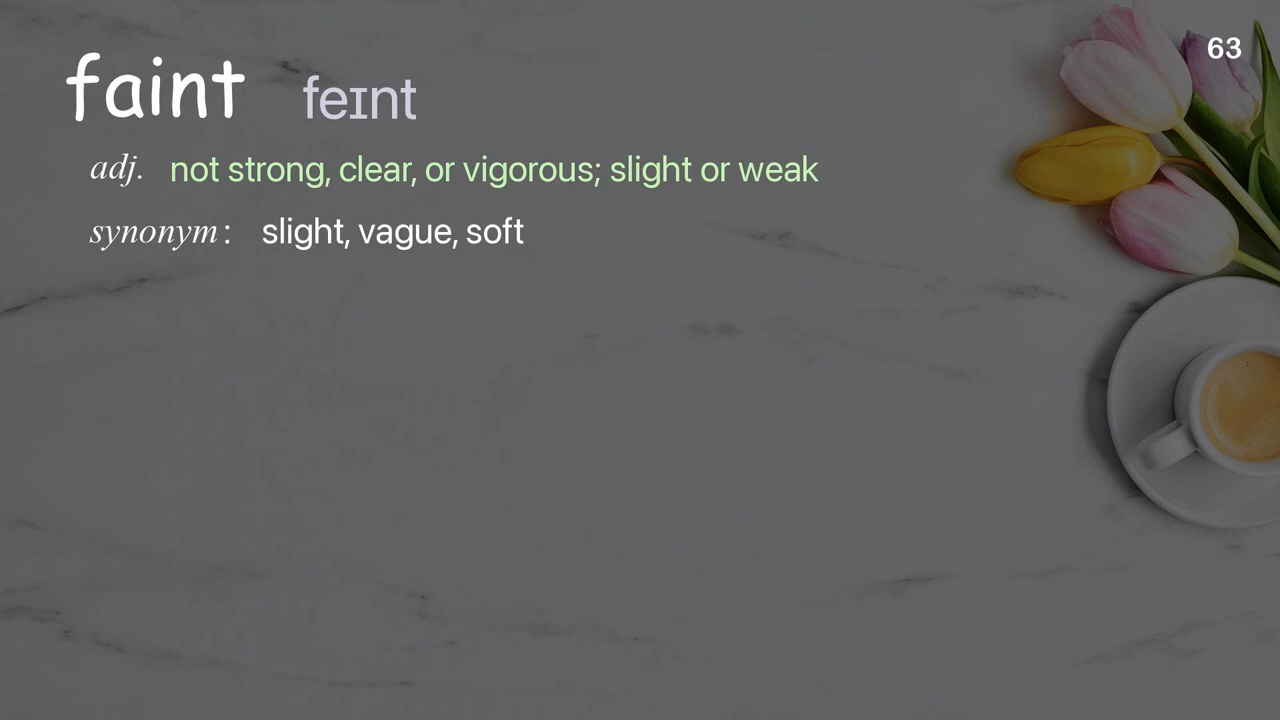 63
faint feɪnt
adj. not strong, clear, or vigorous; slight or weak
synonym: slight, vague, soft